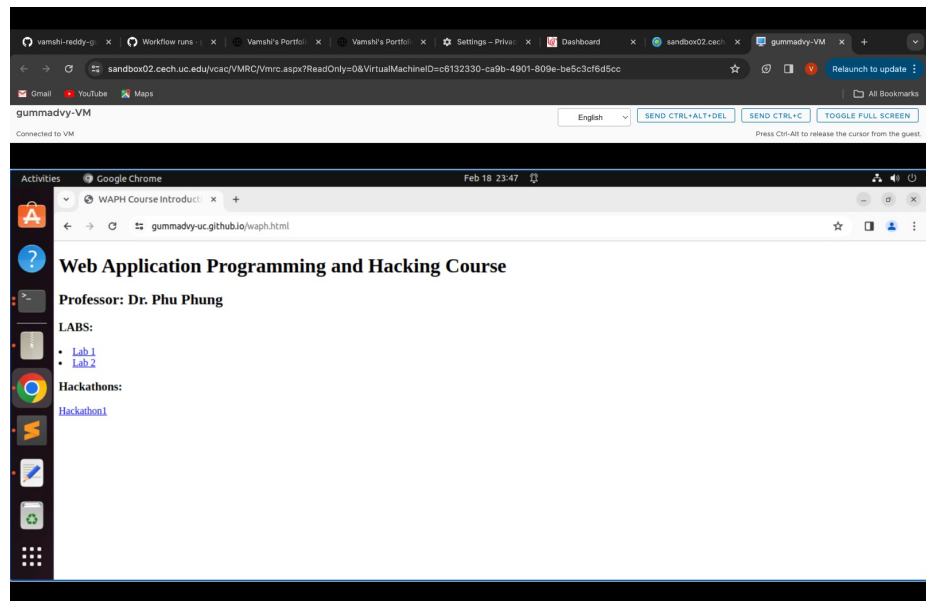 vamshi-reddy-g
Workflow runs ·
Vamshi's Portfoli
Vamshi's Portfoli
Settings – Privac
Dashboard
sandbox02.cech.
gummadvy-VM
sandbox02.cech.uc.edu/vcac/VMRC/Vmrc.aspx?ReadOnly=0&VirtualMachineID=c6132330-ca9b-4901-809e-be5c3cf6d5cc
V
Relaunch to update
Gmail
YouTube
Maps
All Bookmarks
gummadvy-VM
English
SEND CTRL+ALT+DEL
SEND CTRL+C
TOGGLE FULL SCREEN
Connected to VM
Press Ctrl-Alt to release the cursor from the guest.
Activities
Google Chrome
Feb 18 23:47
WAPH Course Introduct
gummadvy-uc.github.io/waph.html
Web Application Programming and Hacking Course
Professor: Dr. Phu Phung
LABS:
• Lab 1
• Lab 2
Hackathons:
Hackathon1